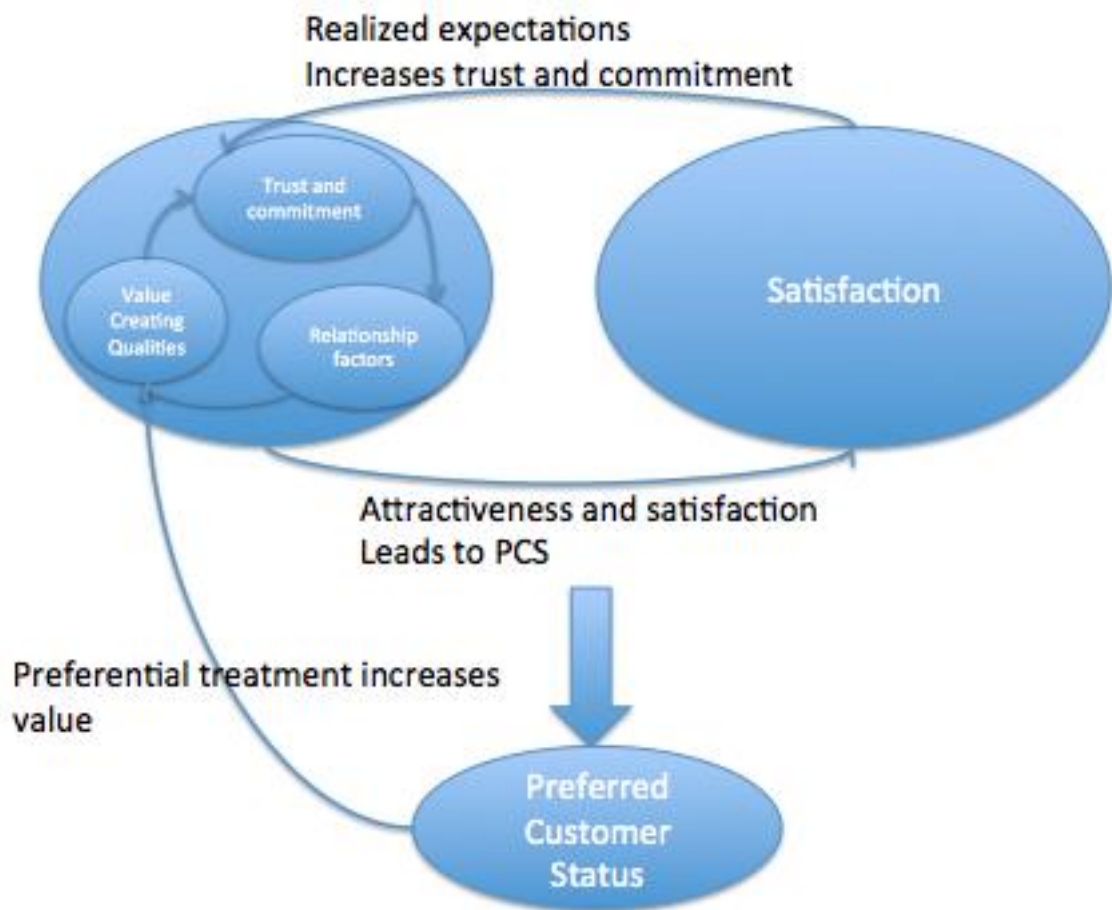 Realized expectations
Increases trust and commitment
Trust and
commitment
Value
Creating
Qualities
Relationship
factors
Satisfaction
Attractiveness and satisfaction
Leads to PCS
Preferential treatment increases
value
Preferred
Customer
Status